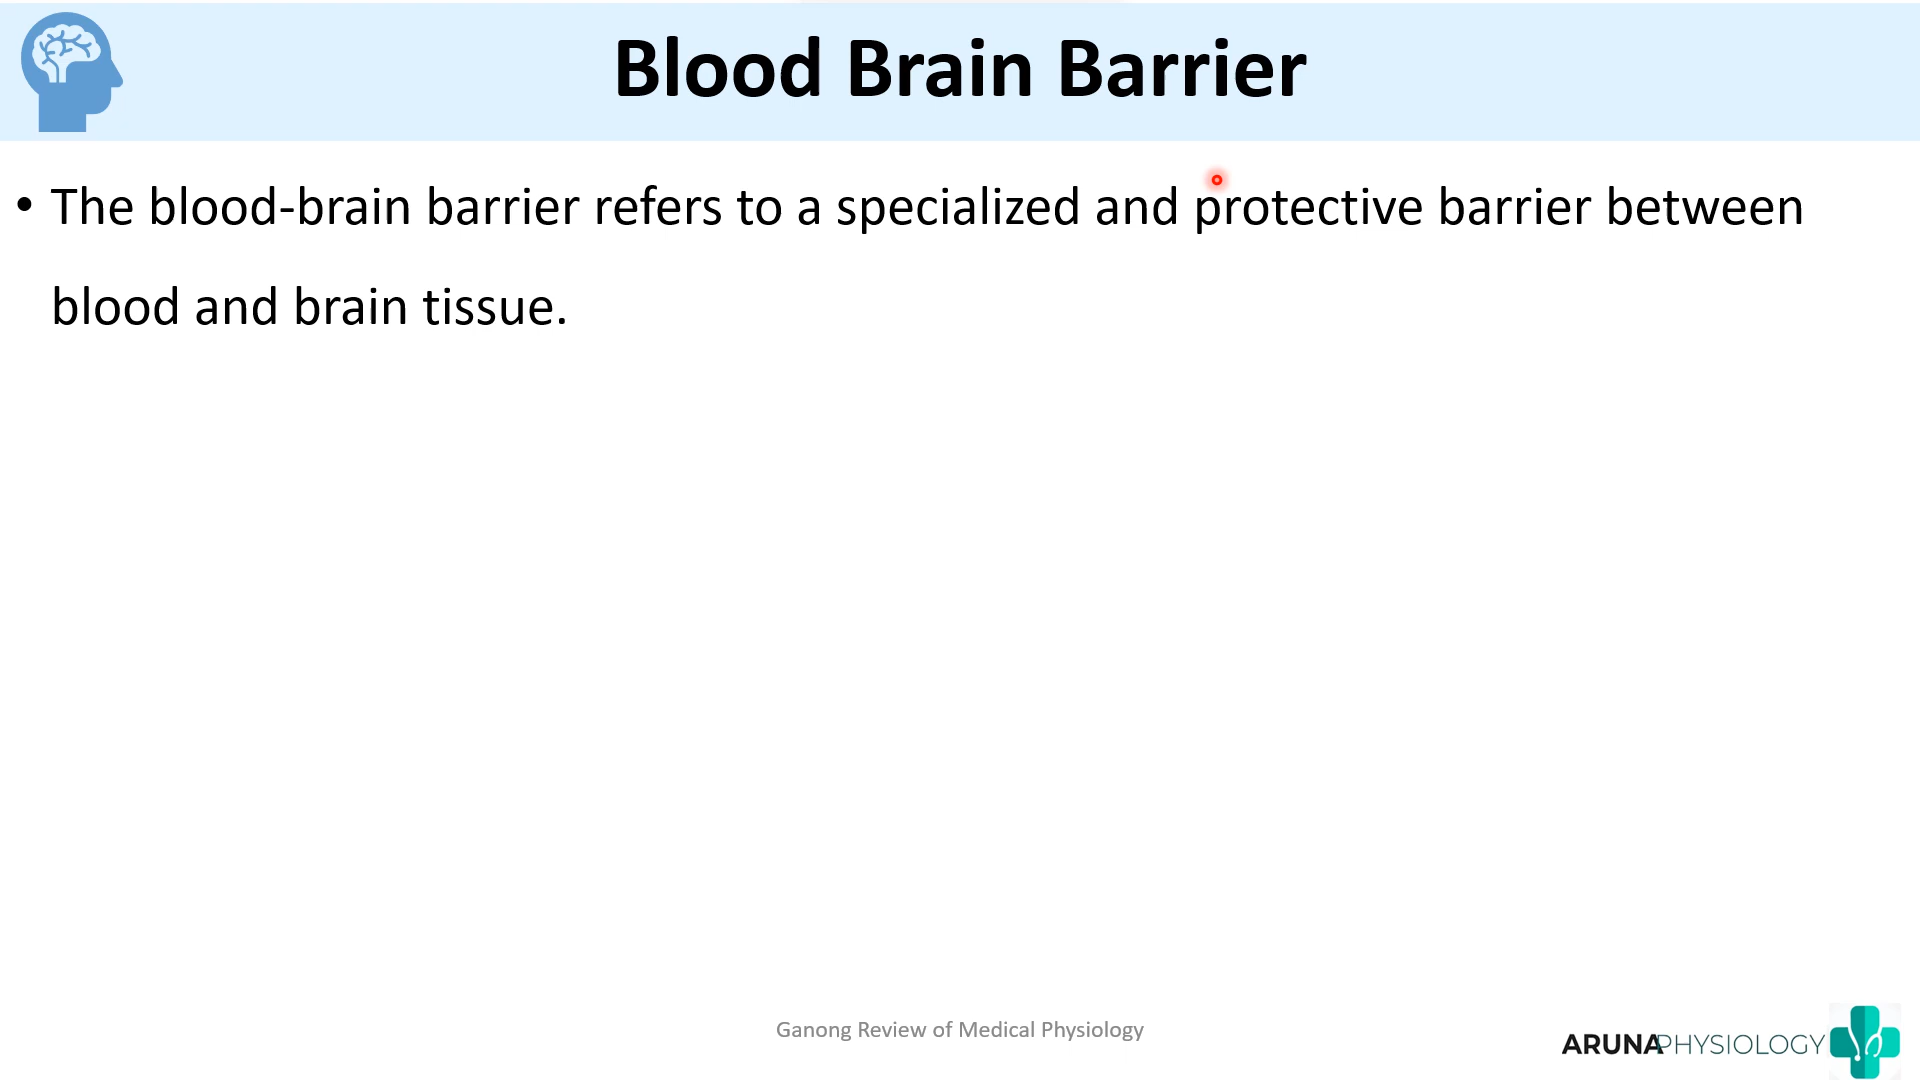 Blood Brain Barrier
• The blood-brain barrier refers to a specialized and protective barrier between
blood and brain tissue.
Ganong Review of Medical Physiology
ARUNAPHYSIOLOGY